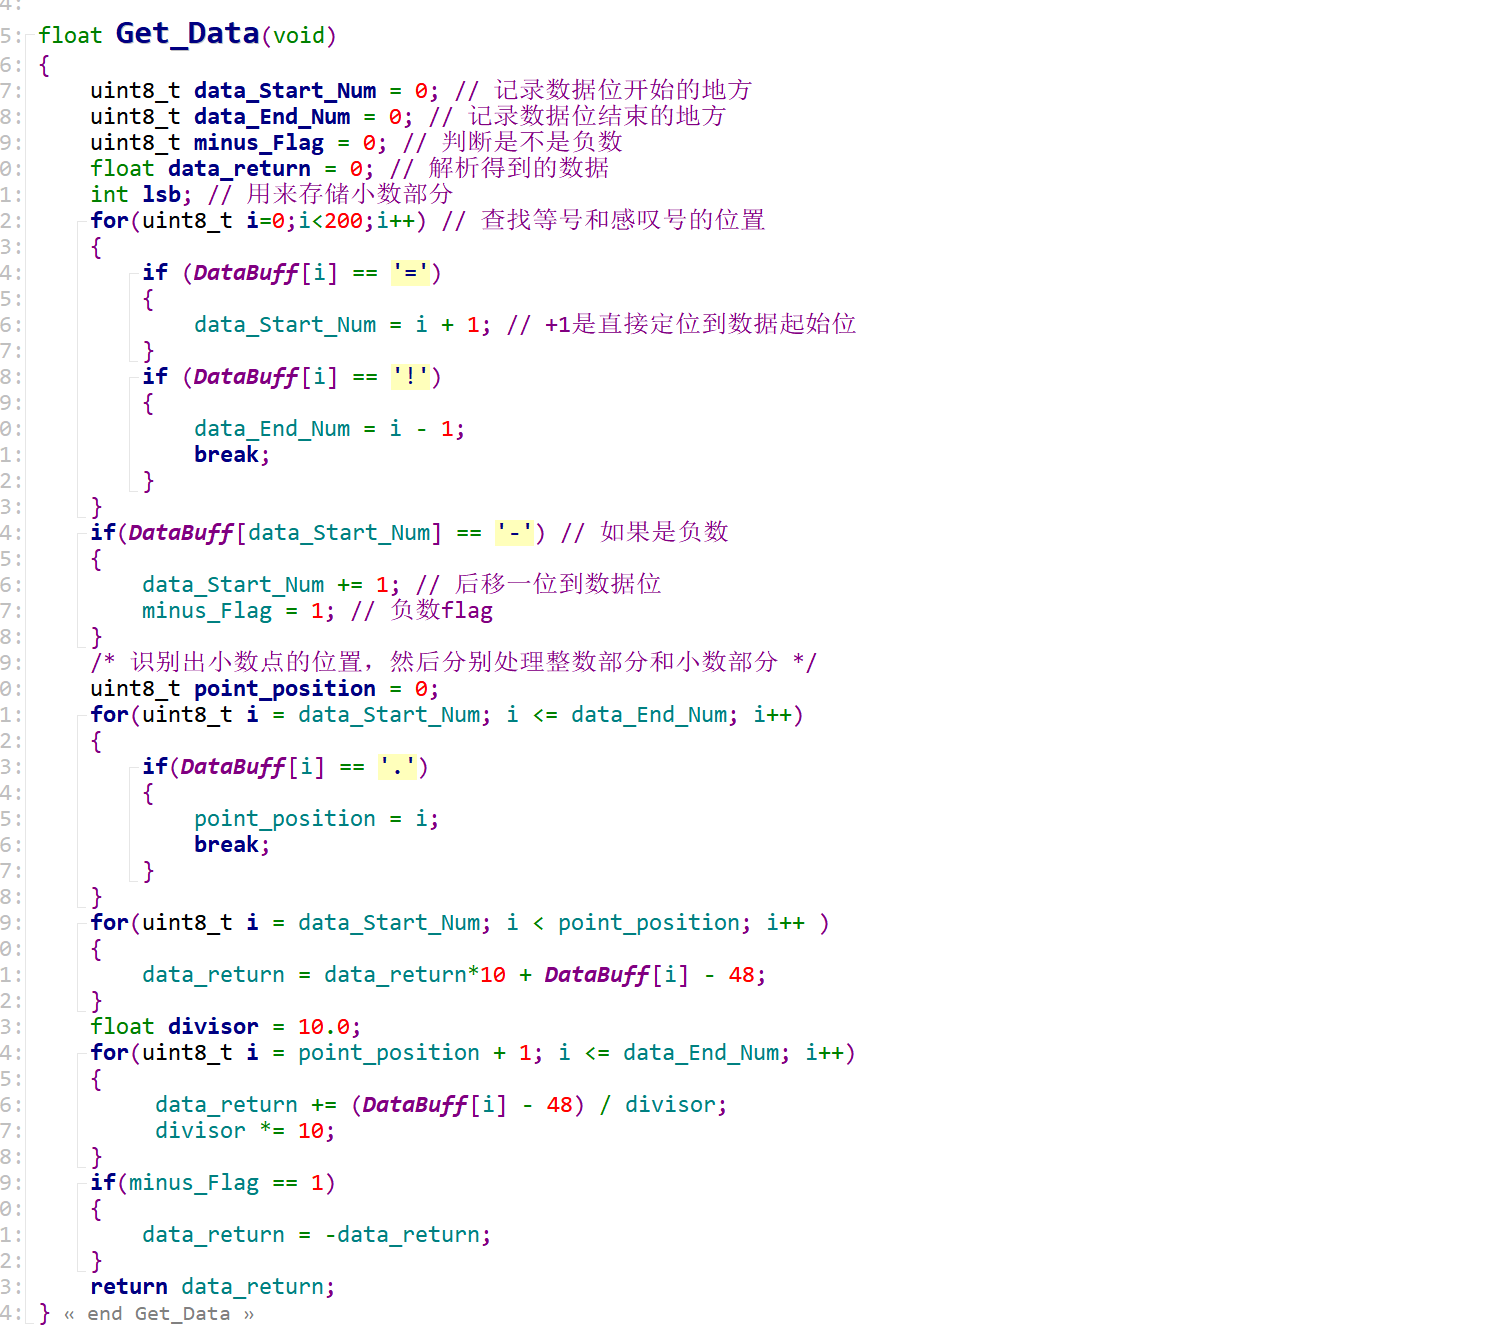 4:
5: float Get_Data(void)
6: {
7: uint8_t data_Start_Num = 0; // 记录数据位开始的地方
8: uint8_t data_End_Num = 0; // 记录数据位结束的地方
9: uint8_t minus_Flag = 0; // 判断是不是负数
0: float data_return = 0; // 解析得到的数据
1: int lsb; // 用来存储小数部分
2: for(uint8_t i=0;i<200;i++) // 查找等号和感叹号的位置
3: {
4: if (DataBuff[i] == '=')
5: {
6: data_Start_Num = i + 1; // +1是直接定位到数据起始位
7: }
8: if (DataBuff[i] == '!')
9: {
0: data_End_Num = i - 1;
1: break;
2: }
3: }
4: if(DataBuff[data_Start_Num] == '-') // 如果是负数
5: {
6: data_Start_Num += 1; // 后移一位到数据位
7: minus_Flag = 1; // 负数flag
8: }
9: /* 识别出小数点的位置，然后分别处理整数部分和小数部分 */
0: uint8_t point_position = 0;
1: for(uint8_t i = data_Start_Num; i <= data_End_Num; i++)
2: {
3: if(DataBuff[i] == '.')
4: {
5: point_position = i;
6: break;
7: }
8: }
9: for(uint8_t i = data_Start_Num; i < point_position; i++ )
0: {
1: data_return = data_return*10 + DataBuff[i] - 48;
2: }
3: float divisor = 10.0;
4: for(uint8_t i = point_position + 1; i <= data_End_Num; i++)
5: {
6: data_return += (DataBuff[i] - 48) / divisor;
7: divisor *= 10;
8: }
9: if(minus_Flag == 1)
0: {
1: data_return = -data_return;
2: }
3: return data_return;
4: } « end Get_Data »